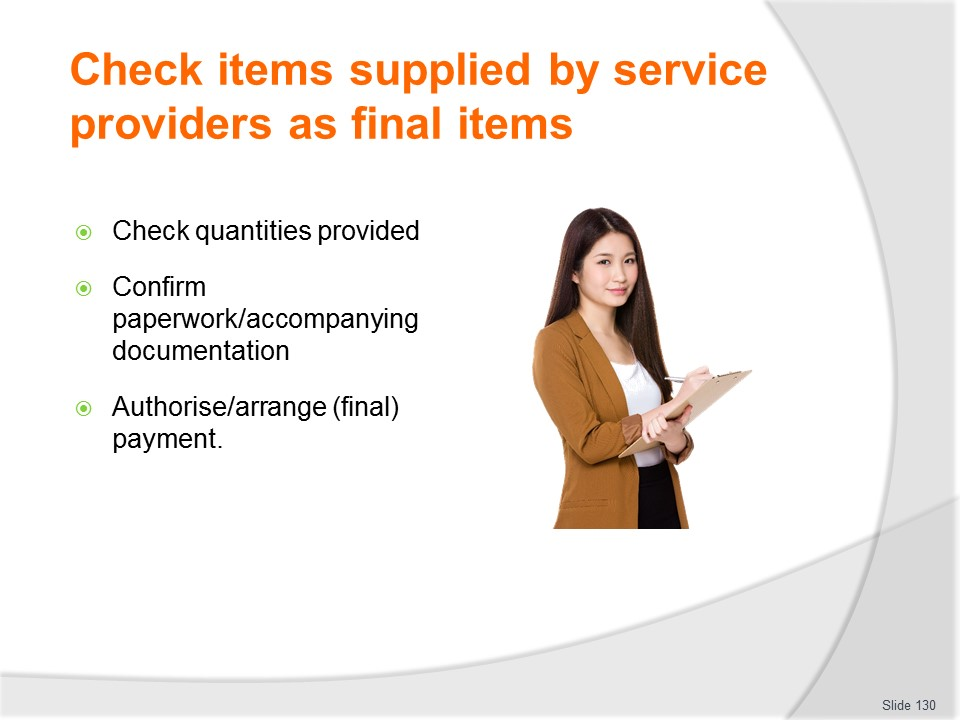 Check items supplied by service
providers as final items
Check quantities provided
Confirm
paperwork/accompanying
documentation
Authorise/arrange (final)
payment.
Slide 130